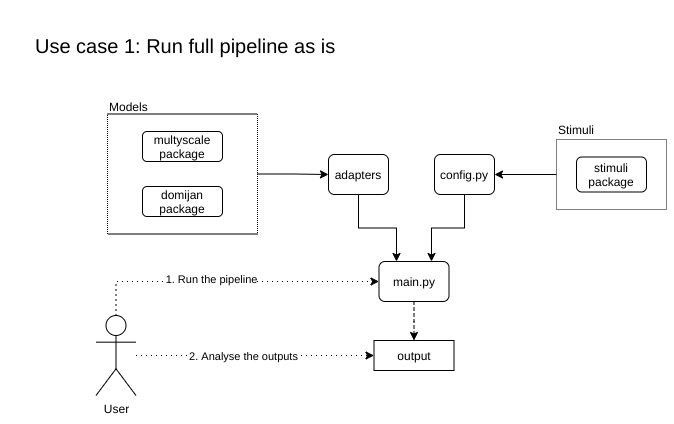 Use case 1: Run full pipeline as is
Models
multyscale
package
domijan
package
adapters
config.py
Stimuli
stimuli
package
1. Run the pipeline
main.py
2. Analyse the outputs
output
User